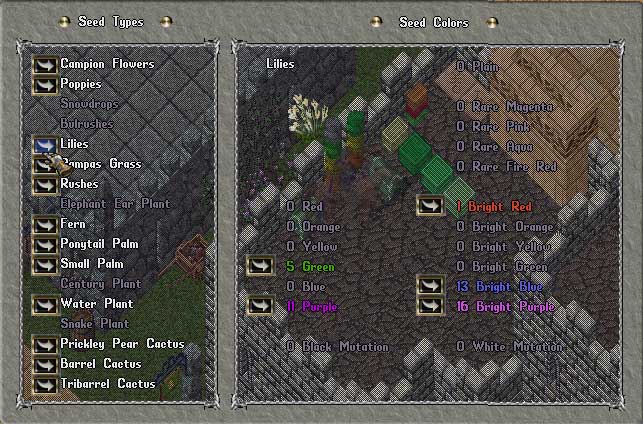 Seed Types
Campion Flowers
Poppies
Snowdrops
Bulrushes
Lilies
Pampas Grass
Rushes
Elephant Ear Plant
Fern
Ponytail Palm
Small Palm
Century Plant
Water Plant
Snake Plant
Prickley Pear Cactus
Barrel Cactus
Tribarrel Cactus
Seed Colors
Lilies
0 Plain
0 Rare Magenta
0 Rare Pink
0 Rare Aqua
0 Rare Fire Red
0 Red
1 Bright Red
0 Orange
0 Bright Orange
0 Yellow
0 Bright Yellow
5 Green
0 Bright Green
0 Blue
13 Bright Blue
11 Purple
16 Bright Purple
0 Black Mutation
0 White Mutation